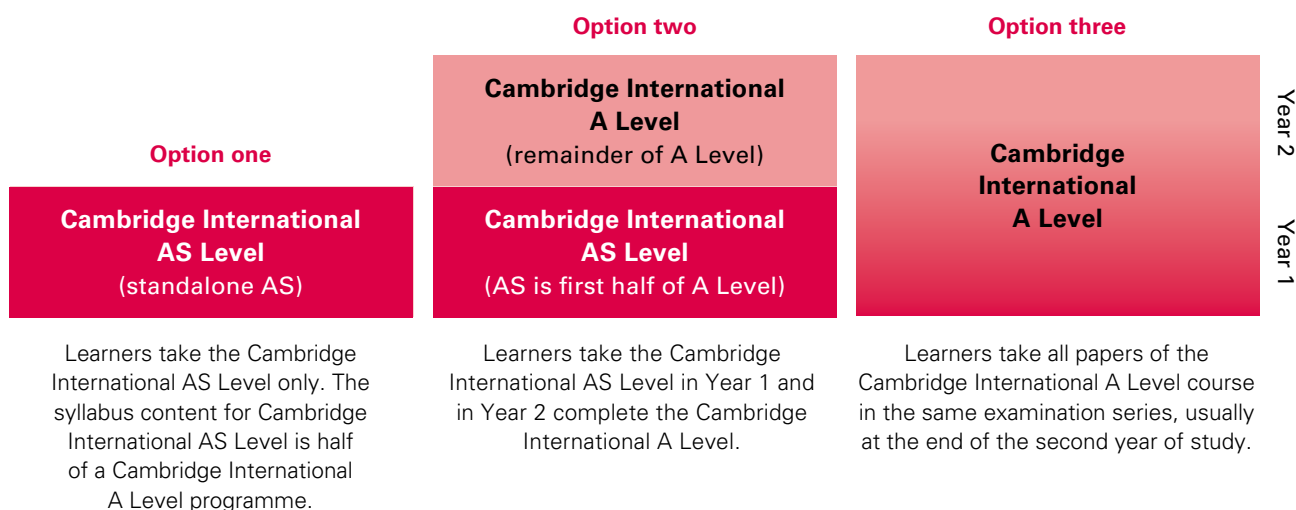 Option one
Cambridge International
AS Level
(standalone AS)
Learners take the Cambridge
International AS Level only. The
syllabus content for Cambridge
International AS Level is half
of a Cambridge International
A Level programme.
Option two
Cambridge International
A Level
(remainder of A Level)
Cambridge International
AS Level
(AS is first half of A Level)
Learners take the Cambridge
International AS Level in Year 1 and
in Year 2 complete the Cambridge
International A Level.
Option three
Cambridge
International
A Level
Learners take all papers of the
Cambridge International A Level course
in the same examination series, usually
at the end of the second year of study.
Year 2
Year 1